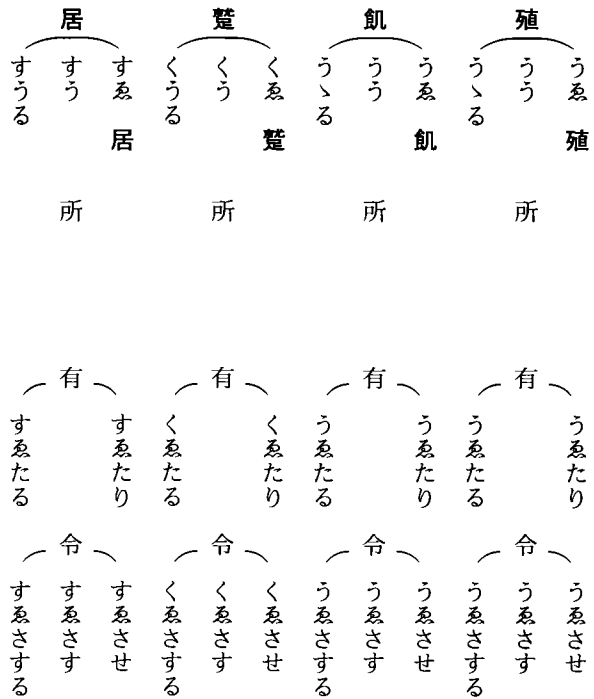 殖
うゑ
うう
うゝる
殖
所
有
うゑたり
うゑたる
令
うゑさせ
うゑさす
うゑさする
飢
うゑ
うう
うゝる
飢
所
有
うゑたり
うゑたる
令
うゑさせ
うゑさす
うゑさする
蹵
くゑ
くう
くうる
蹵
所
有
くゑたり
くゑたる
令
くゑさせ
くゑさす
くゑさする
居
すゑ
すう
すうる
居
所
有
すゑたり
すゑたる
令
すゑさせ
すゑさす
すゑさする